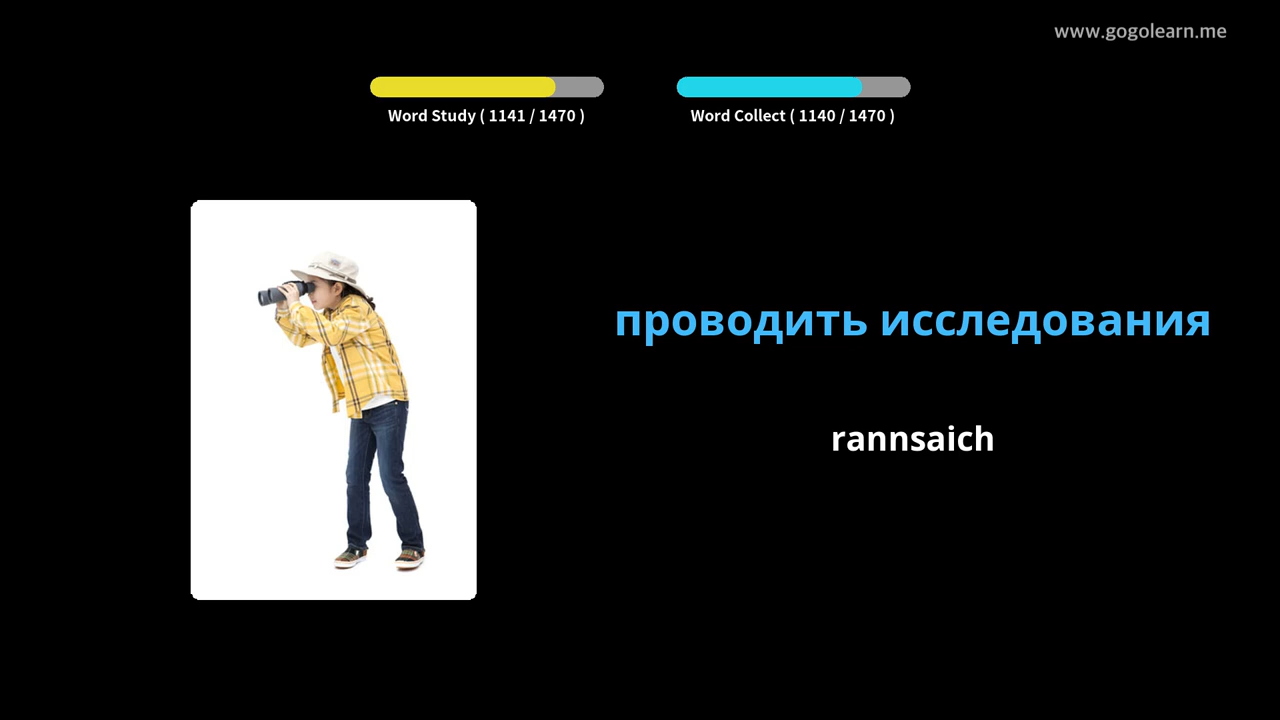 www.gogolearn.me
Word Study ( 1141 / 1470 )
Word Collect ( 1140 / 1470 )
проводить исследования
rannsaich